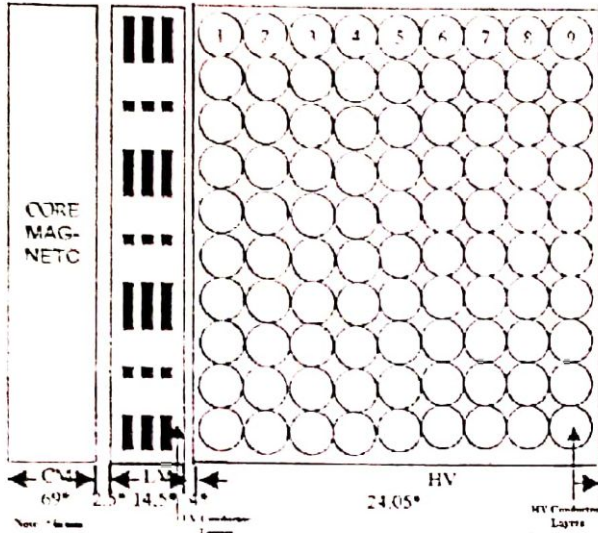 1 2 3 4 5 6 7 8 9
CORE
MAG-
NETC
CM LV HV
69* 2.5* 14.5* 4* 24.05*
HV Conductor
Layers